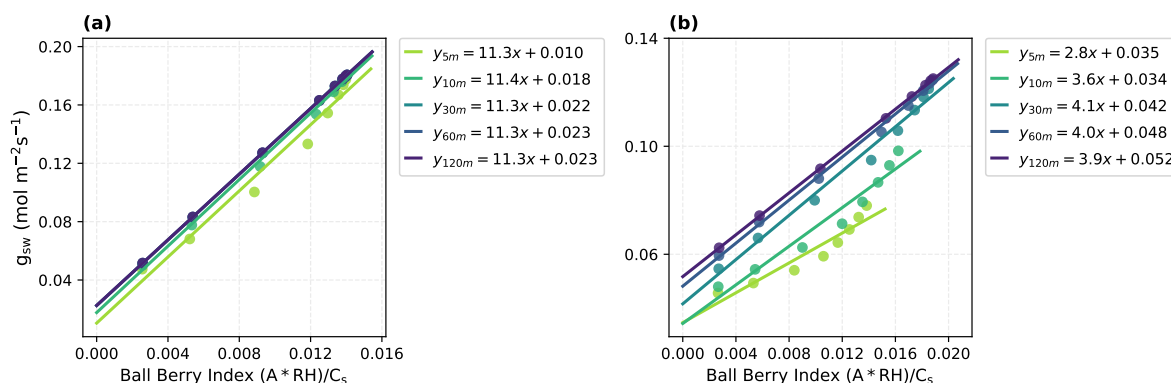 (a)
g_sw (mol m⁻²s⁻¹)
0.20
0.16
0.12
0.08
0.04
0.000 0.004 0.008 0.012 0.016
Ball Berry Index (A * RH)/C_s
y_5m = 11.3x + 0.010
y_10m = 11.4x + 0.018
y_30m = 11.3x + 0.022
y_60m = 11.3x + 0.023
y_120m = 11.3x + 0.023
(b)
0.14
0.10
0.06
0.000 0.004 0.008 0.012 0.016 0.020
Ball Berry Index (A * RH)/C_s
y_5m = 2.8x + 0.035
y_10m = 3.6x + 0.034
y_30m = 4.1x + 0.042
y_60m = 4.0x + 0.048
y_120m = 3.9x + 0.052